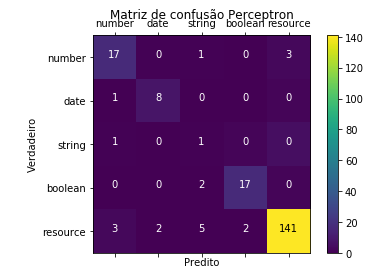 Matriz de confusão Perceptron
number date string boolean resource
number 17 0 1 0 3
date 1 8 0 0 0
string 1 0 1 0 0
boolean 0 0 2 17 0
resource 3 2 5 2 141
Verdadeiro
Predito
140
120
100
80
60
40
20
0